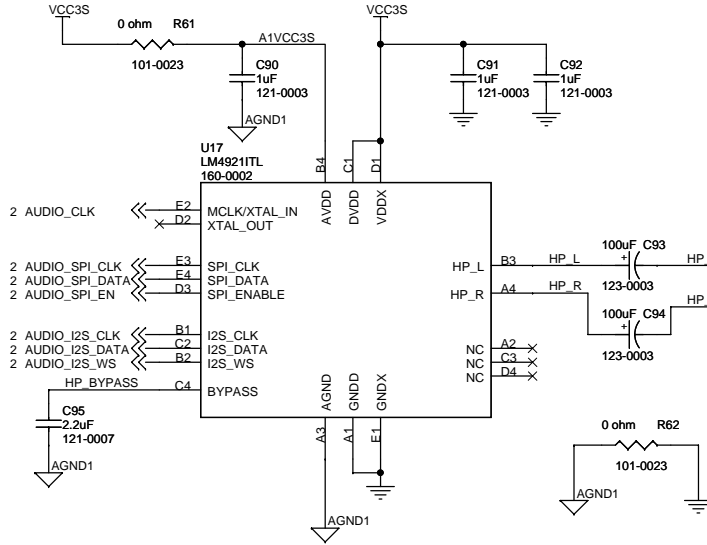 VCC3S
VCC3S
0 ohm R61
A1VCC3S
101-0023
C90
1uF
121-0003
C91
1uF
121-0003
C92
1uF
121-0003
AGND1
U17
LM4921ITL
160-0002
B4
C1
D1
AVDD
DVDD
VDDX
2 AUDIO_CLK
E2
MCLK/XTAL_IN
D2
XTAL_OUT
2 AUDIO_SPI_CLK
E3
SPI_CLK
2 AUDIO_SPI_DATA
E4
SPI_DATA
2 AUDIO_SPI_EN
D3
SPI_ENABLE
HP_L
B3
HP_L
100uF C93
+
123-0003
HP_
HP_R
A4
HP_R
100uF C94
+
123-0003
HP_
2 AUDIO_I2S_CLK
B1
I2S_CLK
2 AUDIO_I2S_DATA
C2
I2S_DATA
2 AUDIO_I2S_WS
B2
I2S_WS
NC
A2
NC
C3
NC
D4
HP_BYPASS
C4
BYPASS
AGND
GNDD
GNDX
A3
A1
E1
C95
2.2uF
121-0007
AGND1
0 ohm R62
101-0023
AGND1
AGND1